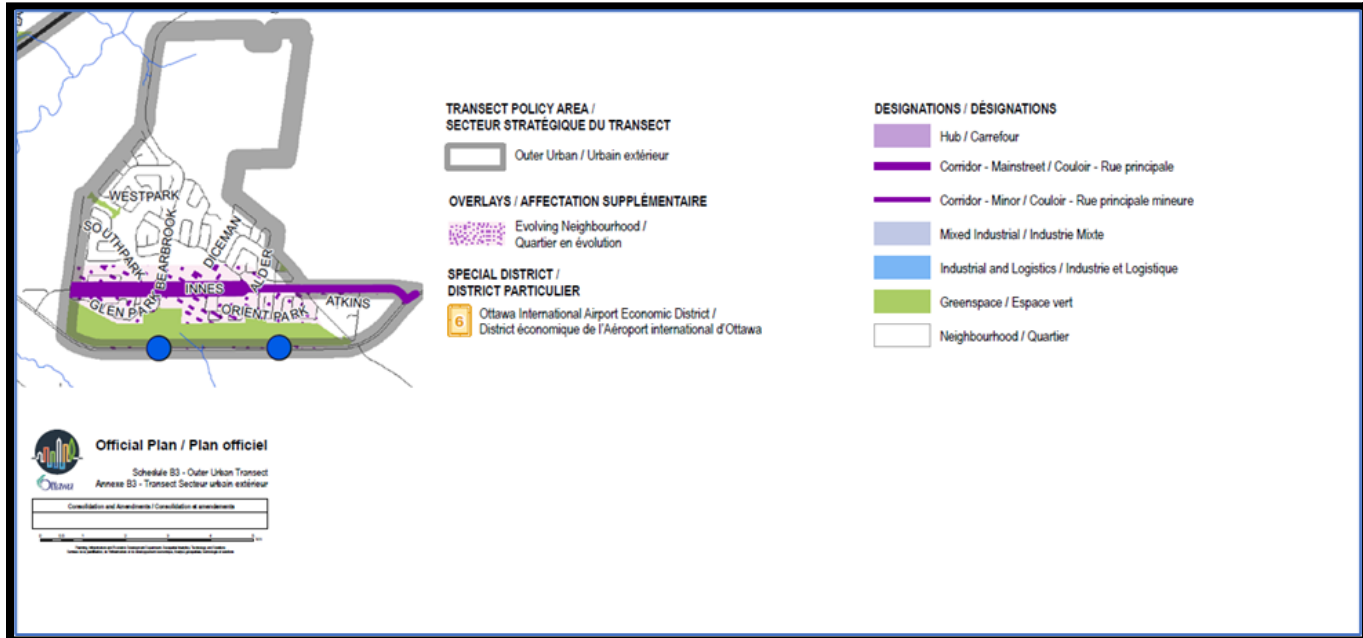 WESTPARK
SOUTHPARK
BEARBROOK
DICEMAN
ALDER
INNES
GLEN PARK
ORIENT PARK
ATKINS
TRANSECT POLICY AREA /
SECTEUR STRATÉGIQUE DU TRANSECT
Outer Urban / Urbain extérieur
OVERLAYS / AFFECTATION SUPPLÉMENTAIRE
Evolving Neighbourhood /
Quartier en évolution
SPECIAL DISTRICT /
DISTRICT PARTICULIER
6
Ottawa International Airport Economic District /
District économique de l'Aéroport international d'Ottawa
DESIGNATIONS / DÉSIGNATIONS
Hub / Carrefour
Corridor - Mainstreet / Couloir - Rue principale
Corridor - Minor / Couloir - Rue principale mineure
Mixed Industrial / Industrie Mixte
Industrial and Logistics / Industrie et Logistique
Greenspace / Espace vert
Neighbourhood / Quartier
Ottawa
Official Plan / Plan officiel
Schedule B3 - Outer Urban Transect
Annexe B3 - Transect Secteur urbain extérieur
Consolidation and Amendments / Consolidation et amendements